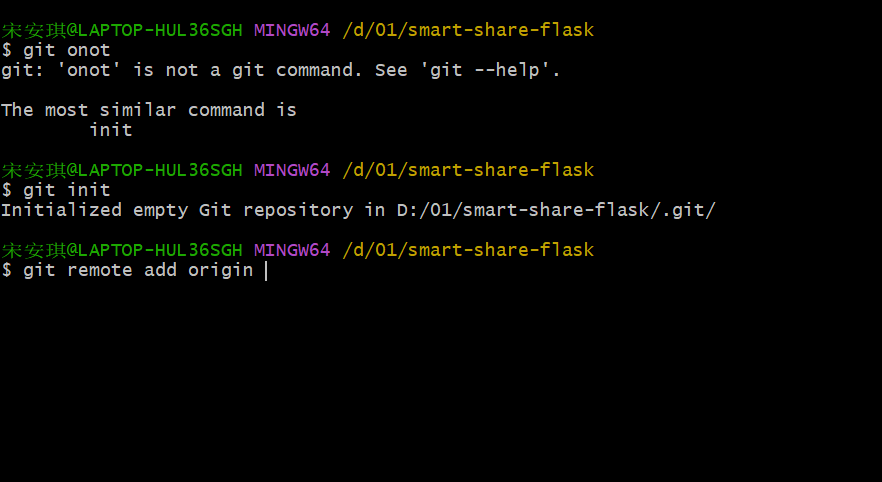 宋安琪@LAPTOP-HUL36SGH MINGW64 /d/01/smart-share-flask
$ git onot
git: 'onot' is not a git command. See 'git --help'.
The most similar command is
init
宋安琪@LAPTOP-HUL36SGH MINGW64 /d/01/smart-share-flask
$ git init
Initialized empty Git repository in D:/01/smart-share-flask/.git/
宋安琪@LAPTOP-HUL36SGH MINGW64 /d/01/smart-share-flask
$ git remote add origin